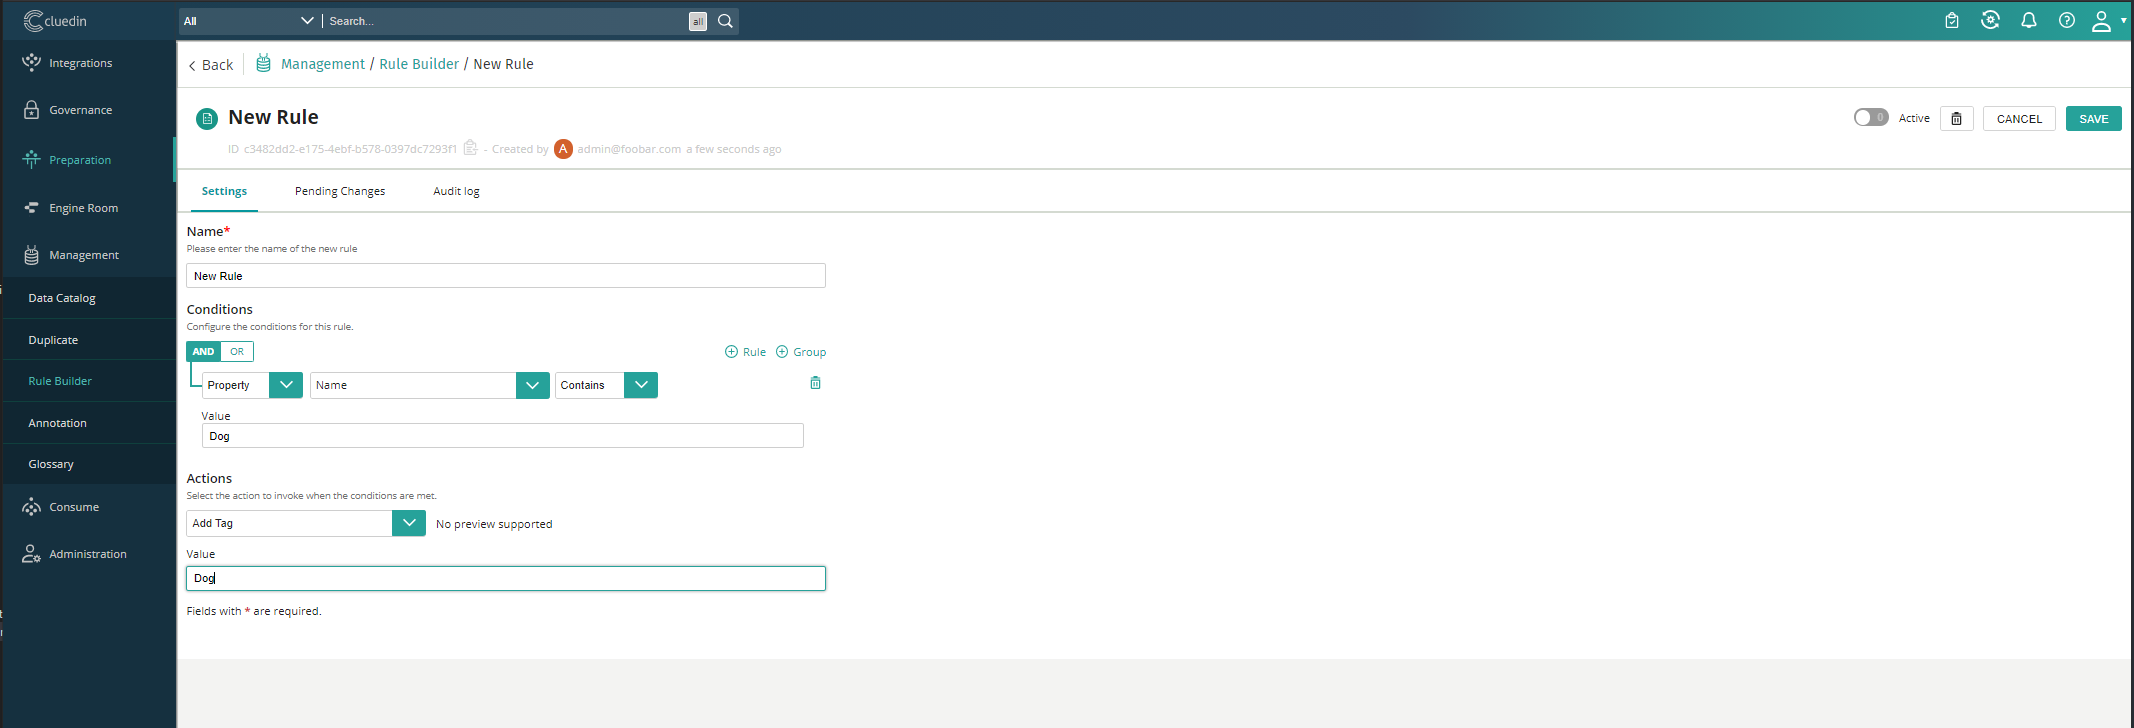 cluedin
All
Search...
all
Integrations
Governance
Preparation
Engine Room
Management
Data Catalog
Duplicate
Rule Builder
Annotation
Glossary
Consume
Administration
Back
Management / Rule Builder / New Rule
New Rule
Active
CANCEL
SAVE
ID c3482dd2-e175-4ebf-b578-0397dc7293f1 - Created by A admin@foobar.com a few seconds ago
Settings
Pending Changes
Audit log
Name*
Please enter the name of the new rule
New Rule
Conditions
Configure the conditions for this rule.
AND OR
Rule Group
Property
Name
Contains
Value
Dog
Actions
Select the action to invoke when the conditions are met.
Add Tag
No preview supported
Value
Dog
Fields with * are required.